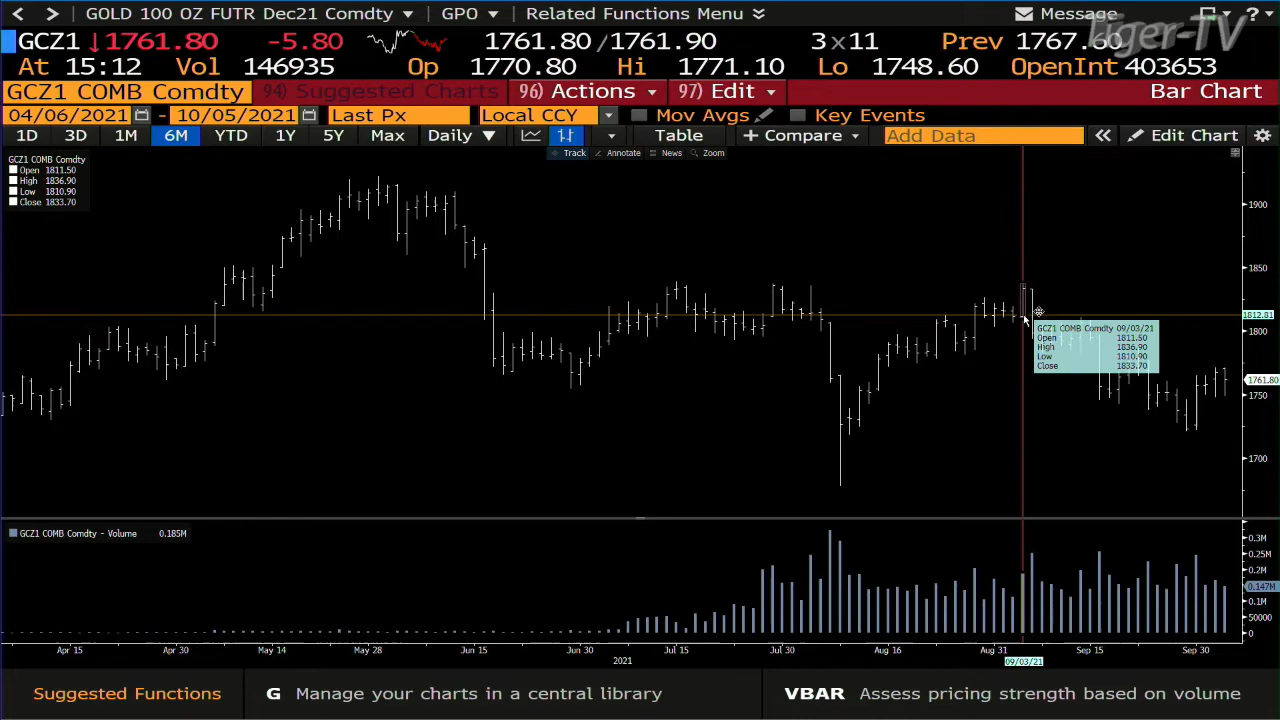 < > GOLD 100 OZ FUTR Dec21 Comdty ▼ GPO ▼ Related Functions Menu Message ?
Tiger-TV
GCZ1 ↓1761.80 -5.80 1761.80 /1761.90 3×11 Prev 1767.60
At 15:12 Vol 146935 Op 1770.80 Hi 1771.10 Lo 1748.60 OpenInt 403653
GCZ1 COMB Comdty 94) Suggested Charts 96) Actions 97) Edit Bar Chart
04/06/2021 - 10/05/2021 Last Px Local CCY Mov Avgs Key Events
1D 3D 1M 6M YTD 1Y 5Y Max Daily ▼ Table + Compare Add Data « Edit Chart
Track Annotate News Zoom
GCZ1 COMB Comdty
Open 1811.50
High 1836.90
Low 1810.90
Close 1833.70
1900
1850
1812.81
1800
1761.80
1750
1700
GCZ1 COMB Comdty 09/03/21
Open 1811.50
High 1836.90
Low 1810.90
Close 1833.70
GCZ1 COMB Comdty - Volume 0.185M
0.3M
0.25M
0.2M
0.147M
0.1M
50000
0
Apr 15 Apr 30 May 14 May 28 Jun 15 Jun 30 Jul 15 Jul 30 Aug 16 Aug 31 Sep 15 Sep 30
2021 09/03/21
Suggested Functions G Manage your charts in a central library VBAR Assess pricing strength based on volume